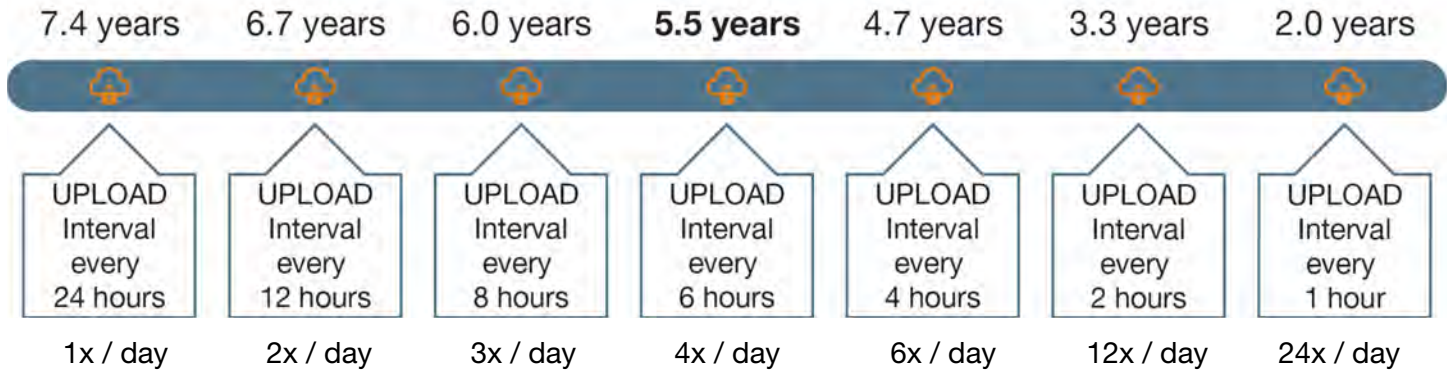 7.4 years 6.7 years 6.0 years 5.5 years 4.7 years 3.3 years 2.0 years
UPLOAD UPLOAD UPLOAD UPLOAD UPLOAD UPLOAD UPLOAD
Interval Interval Interval Interval Interval Interval Interval
every every every every every every every
24 hours 12 hours 8 hours 6 hours 4 hours 2 hours 1 hour
1x / day 2x / day 3x / day 4x / day 6x / day 12x / day 24x / day